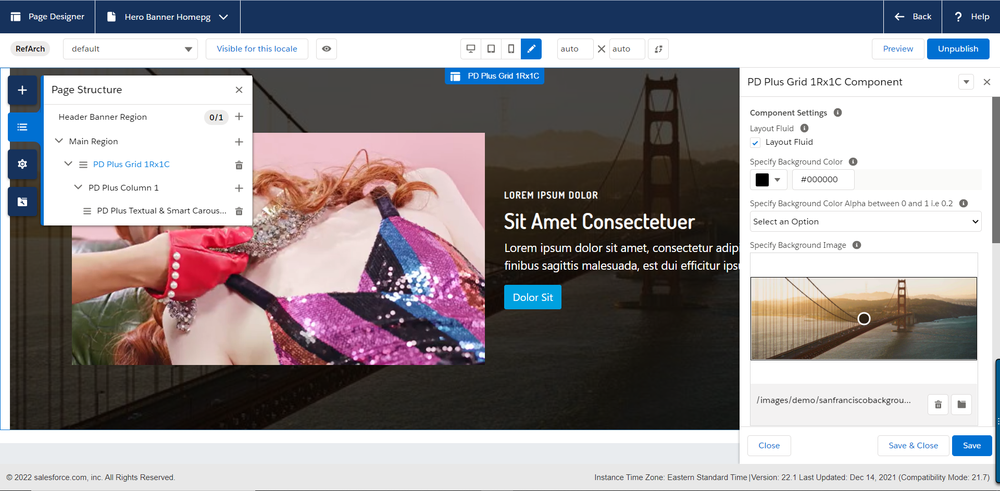 Page Designer
Hero Banner Homepg
Back
Help
RefArch
default
Visible for this locale
auto
auto
Preview
Unpublish
PD Plus Grid 1Rx1C
Page Structure
Header Banner Region
0/1
Main Region
PD Plus Grid 1Rx1C
PD Plus Column 1
PD Plus Textual & Smart Carous...
LOREM IPSUM DOLOR
Sit Amet Consectetuer
Lorem ipsum dolor sit amet, consectetur adipi
finibus sagittis malesuada, est dui efficitur ipsu
Dolor Sit
PD Plus Grid 1Rx1C Component
Component Settings
Layout Fluid
Layout Fluid
Specify Background Color
#000000
Specify Background Color Alpha between 0 and 1 i.e 0.2
Select an Option
Specify Background Image
/images/demo/sanfranciscobackgrou...
Close
Save & Close
Save
© 2022 salesforce.com, inc. All Rights Reserved.
Instance Time Zone: Eastern Standard Time|Version: 22.1 Last Updated: Dec 14, 2021 (Compatibility Mode: 21.7)